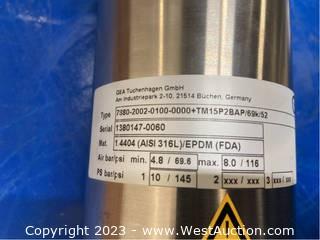 GEA Tuchenhagen GmbH
Am Industriepark 2-10, 21514 Büchen, Germany
Type 7880-2002-0100-0000+TM15P2BAP/69k/52
Serial 1380147-0060
Mat. 1.4404 (AISI 316L)/EPDM (FDA)
Air bar/psi min. 4.8 / 69.6 max. 8.0 / 116
PS bar/psi 1 10 / 145 2 xxx / xxx 3 xxx /
Copyright 2023 - www.WestAuction.com